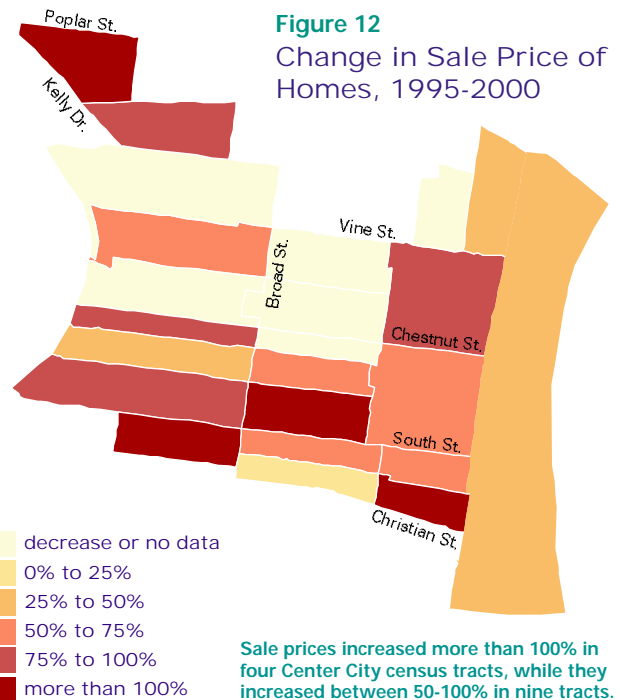 Figure 12
Change in Sale Price of
Homes, 1995-2000
Poplar St.
Kelly Dr.
Vine St.
Broad St.
Chestnut St.
South St.
Christian St.
decrease or no data
0% to 25%
25% to 50%
50% to 75%
75% to 100%
more than 100%
Sale prices increased more than 100% in
four Center City census tracts, while they
increased between 50-100% in nine tracts.